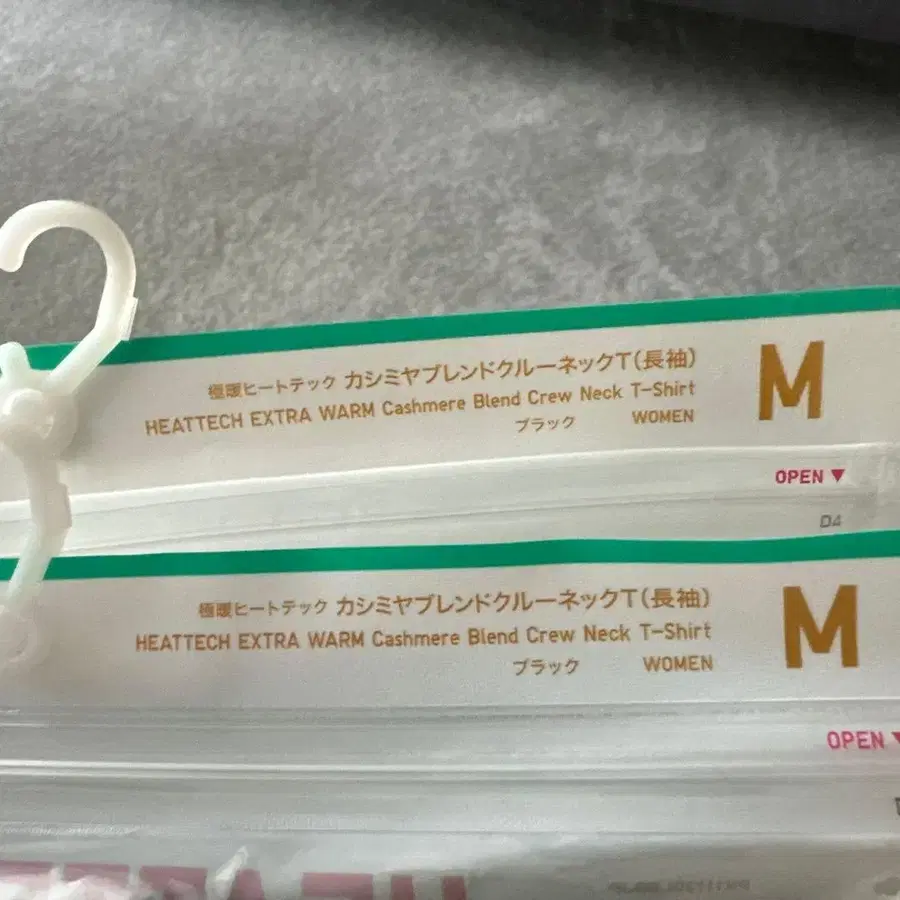 極暖ヒートテック カシミヤブレンドクルーネックT(長袖)
HEATTECH EXTRA WARM Cashmere Blend Crew Neck T-Shirt
ブラック WOMEN
M
OPEN ▼
D4
極暖ヒートテック カシミヤブレンドクルーネックT(長袖)
HEATTECH EXTRA WARM Cashmere Blend Crew Neck T-Shirt
ブラック WOMEN
M
OPEN ▼